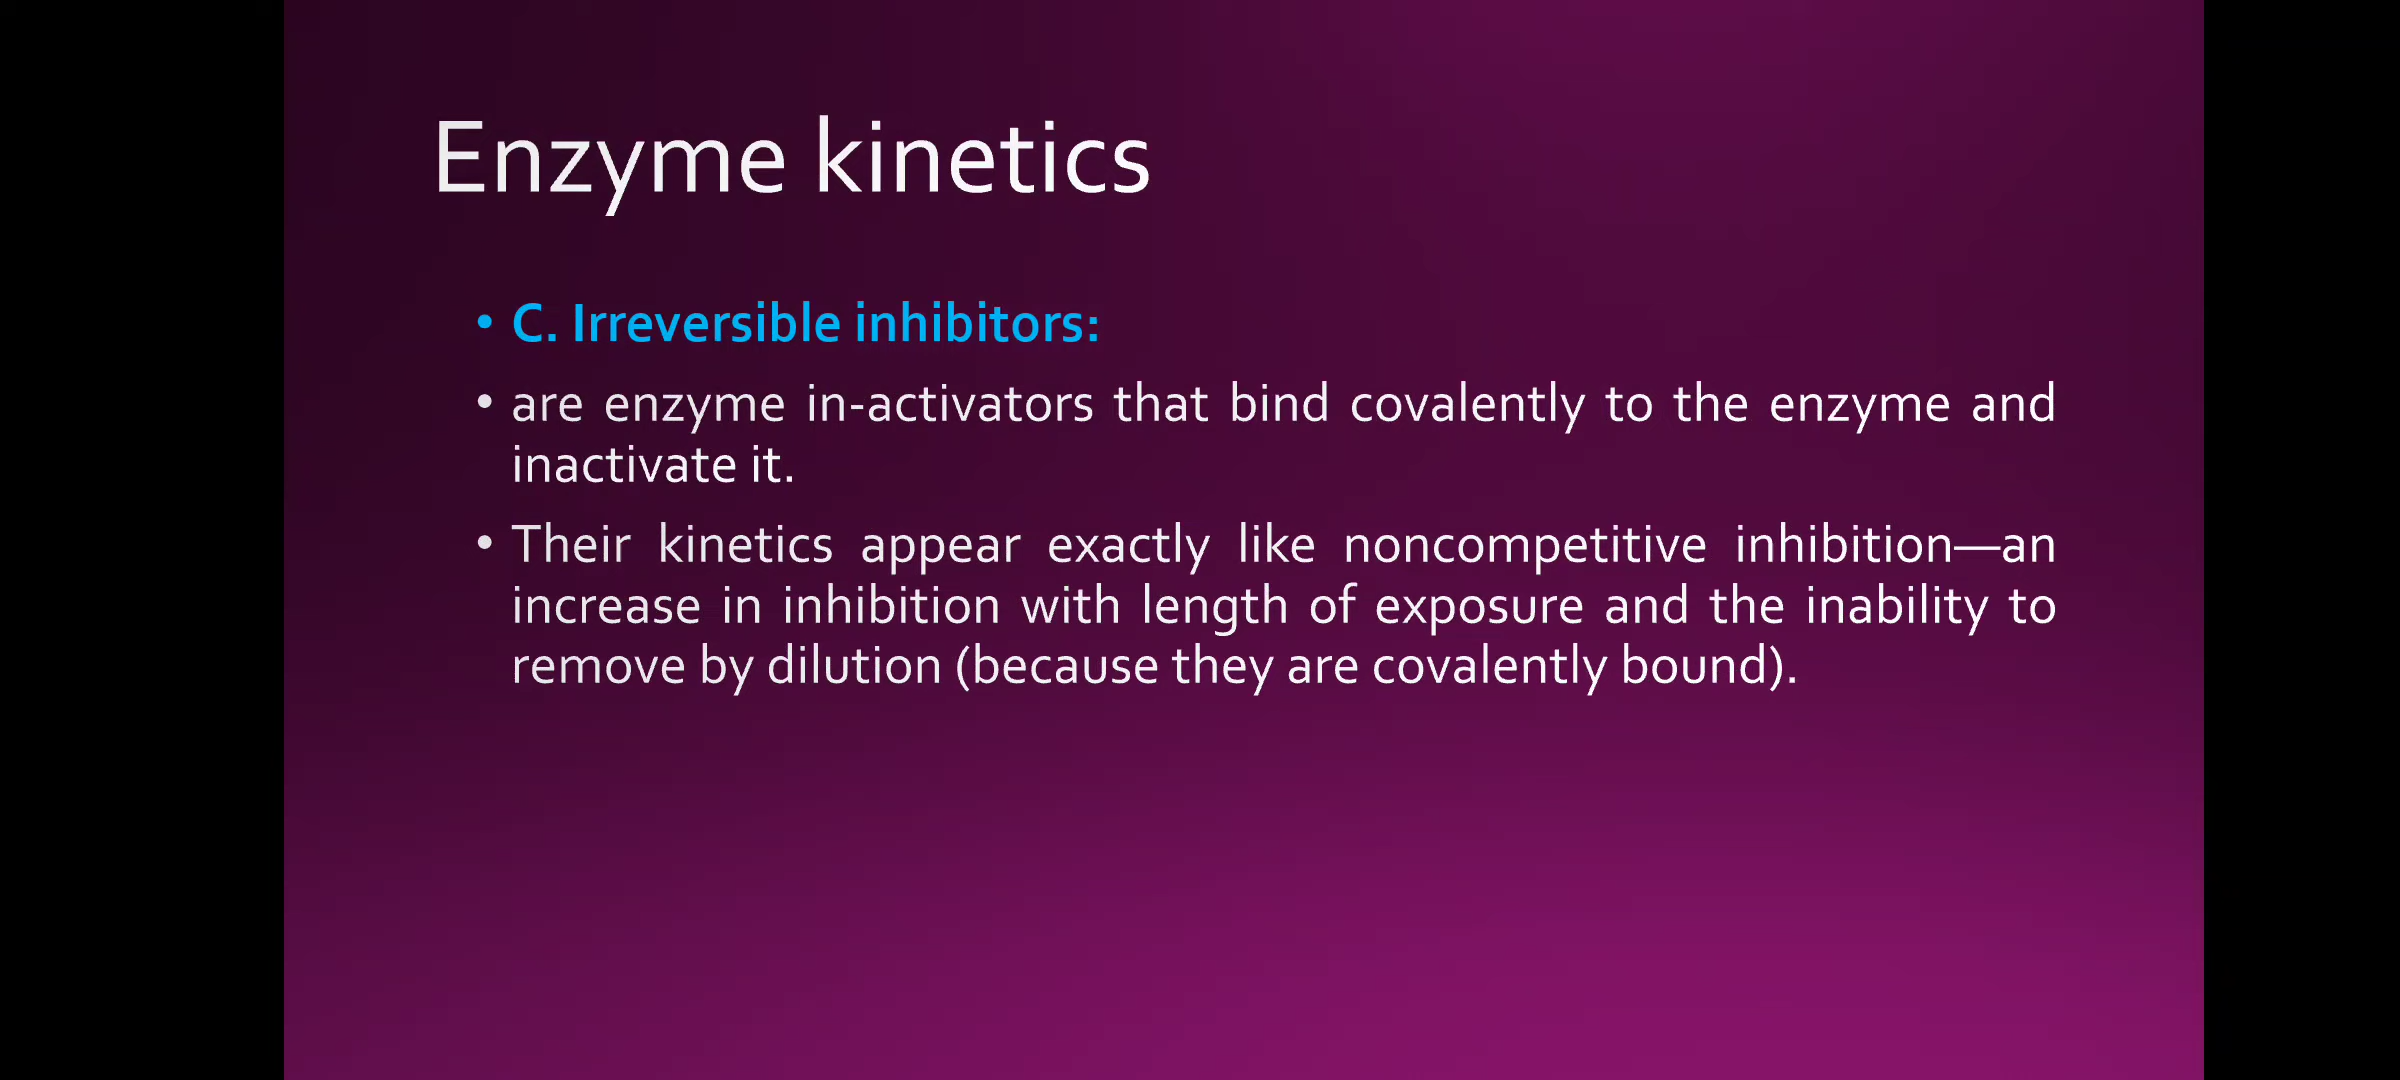 Enzyme kinetics
• C. Irreversible inhibitors:
• are enzyme in-activators that bind covalently to the enzyme and
inactivate it.
• Their kinetics appear exactly like noncompetitive inhibition—an
increase in inhibition with length of exposure and the inability to
remove by dilution (because they are covalently bound).